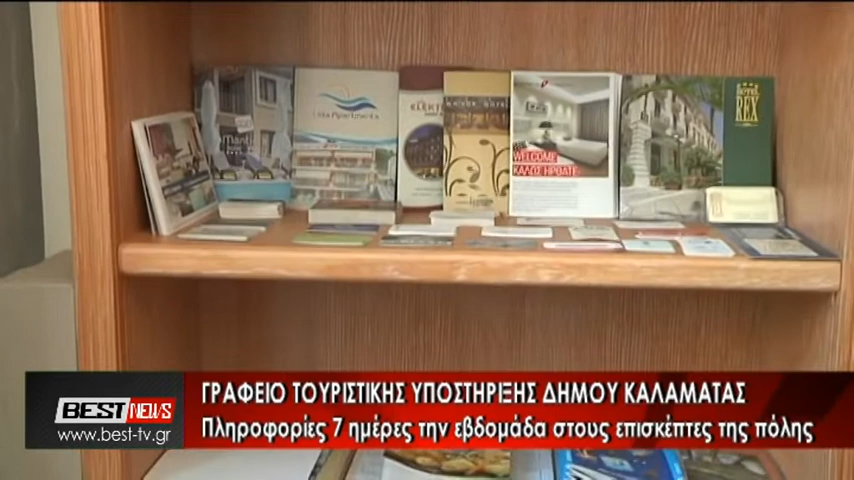 HOTEL
REX
WELCOME
ΚΑΛΩΣ ΗΡΘΑΤΕ
ΓΡΑΦΕΙΟ ΤΟΥΡΙΣΤΙΚΗΣ ΥΠΟΣΤΗΡΙΞΗΣ ΔΗΜΟΥ ΚΑΛΑΜΑΤΑΣ
BEST NEWS
www.best-tv.gr
Πληροφορίες 7 ημέρες την εβδομάδα στους επισκέπτες της πόλης